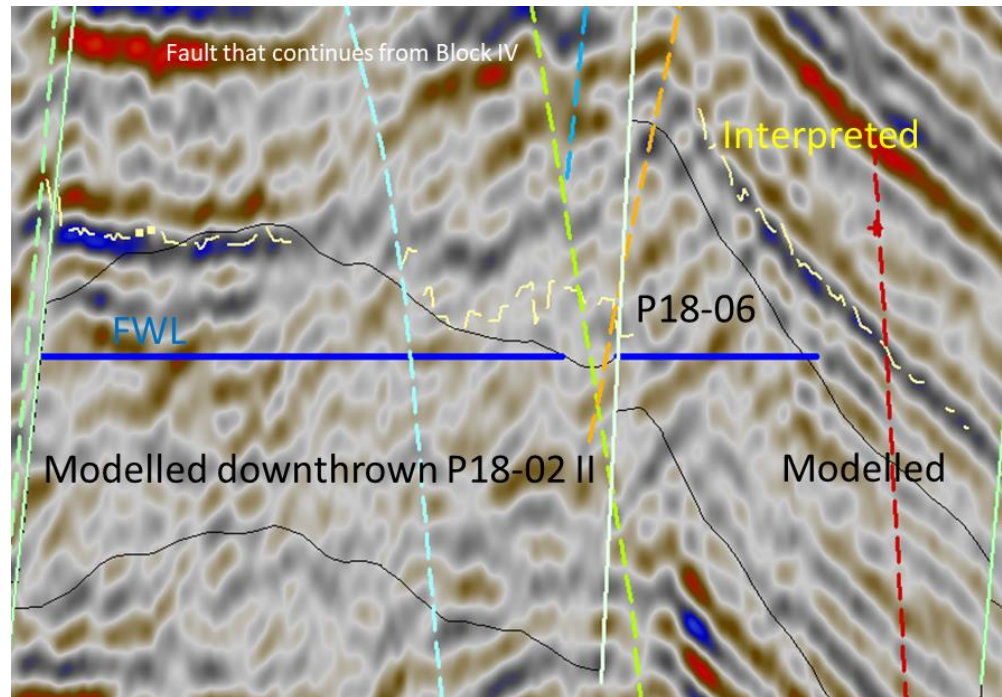 Fault that continues from Block IV
Interpreted
P18-06
FWL
Modelled downthrown P18-02 II
Modelled